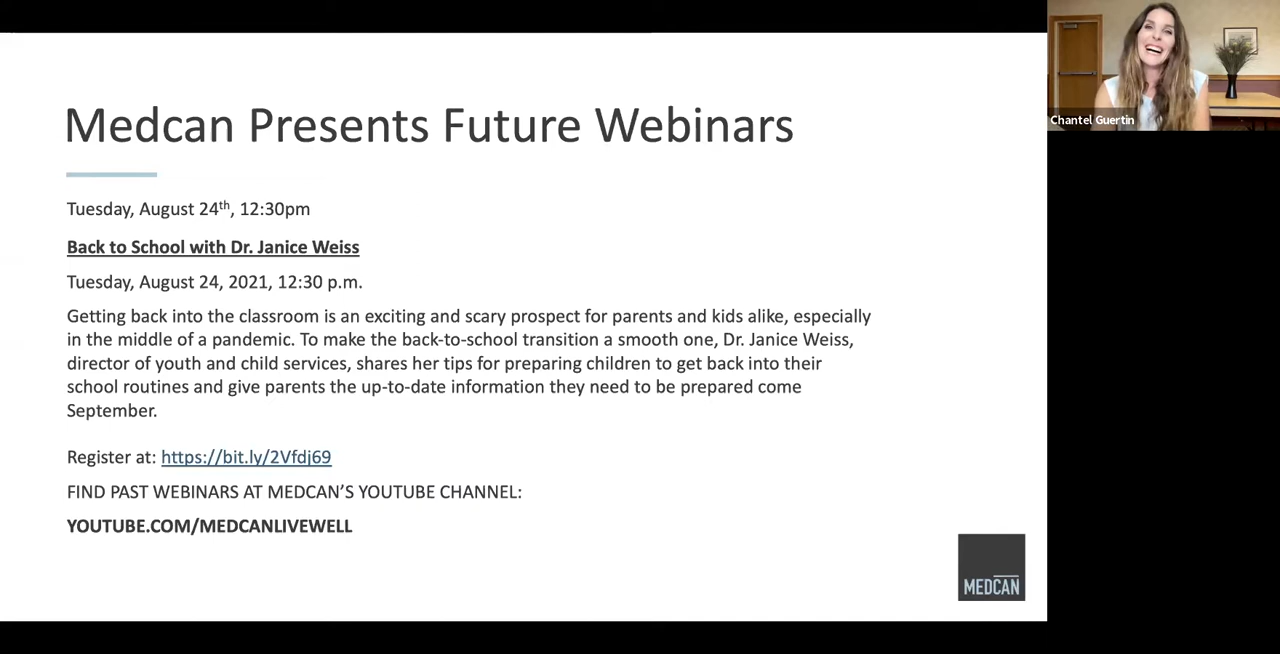 Medcan Presents Future Webinars
Chantel Guertin
Tuesday, August 24th, 12:30pm
Back to School with Dr. Janice Weiss
Tuesday, August 24, 2021, 12:30 p.m.
Getting back into the classroom is an exciting and scary prospect for parents and kids alike, especially
in the middle of a pandemic. To make the back-to-school transition a smooth one, Dr. Janice Weiss,
director of youth and child services, shares her tips for preparing children to get back into their
school routines and give parents the up-to-date information they need to be prepared come
September.
Register at: https://bit.ly/2Vfdj69
FIND PAST WEBINARS AT MEDCAN’S YOUTUBE CHANNEL:
YOUTUBE.COM/MEDCANLIVEWELL
MEDCAN